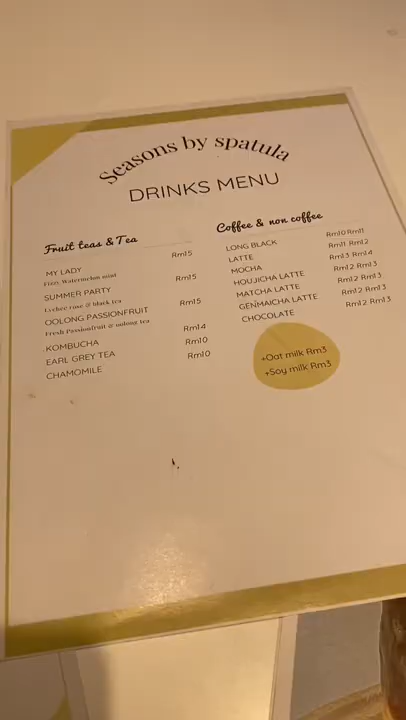 Seasons by spatula
DRINKS MENU
Fruit teas & Tea
MY LADY Rm15
Fizzy Watermelon mint
SUMMER PARTY Rm15
Lychee rose & black tea
OOLONG PASSIONFRUIT Rm15
Fresh Passionfruit & oolong tea
KOMBUCHA Rm14
EARL GREY TEA Rm10
CHAMOMILE Rm10
Coffee & non coffee
LONG BLACK Rm10 Rm11
LATTE Rm11 Rm12
MOCHA Rm13 Rm14
HOUJICHA LATTE Rm12 Rm13
MATCHA LATTE Rm12 Rm13
GENMAICHA LATTE Rm12 Rm13
CHOCOLATE Rm12 Rm13
+Oat milk Rm3
+Soy milk Rm3